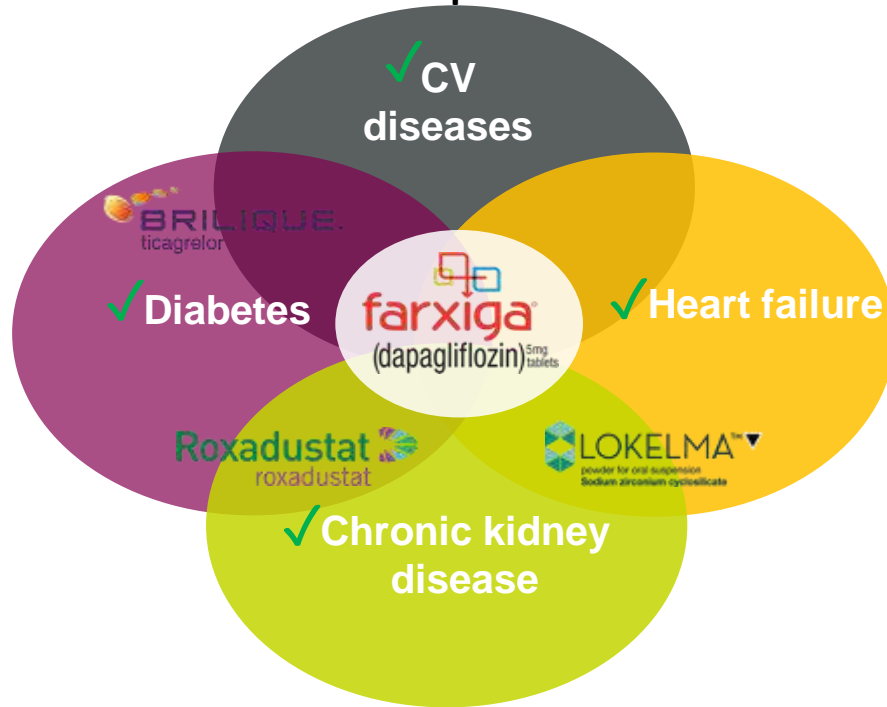 ✓CV
diseases
BRILIQUE.
ticagrelor
✓Diabetes
farxiga®
(dapagliflozin) 5mg tablets
✓Heart failure
Roxadustat
roxadustat
LOKELMA™▼
powder for oral suspension
Sodium zirconium cyclosilicate
✓Chronic kidney
disease